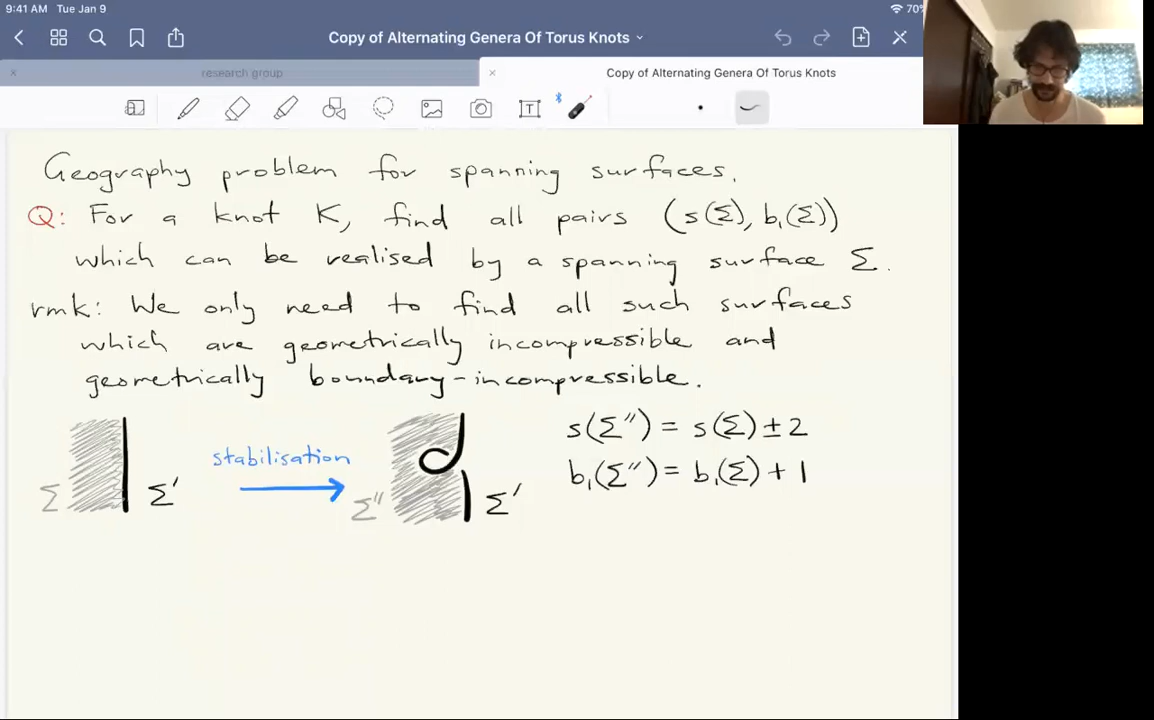 9:41 AM Tue Jan 9
70%
Copy of Alternating Genera Of Torus Knots
research group
Copy of Alternating Genera Of Torus Knots
Geography problem for spanning surfaces.
Q: For a knot K, find all pairs (s(Σ), b₁(Σ))
which can be realised by a spanning surface Σ.
rmk: We only need to find all such surfaces
which are geometrically incompressible and
geometrically boundary-incompressible.
Σ Σ' stabilisation Σ'' Σ'
s(Σ'') = s(Σ) ± 2
b₁(Σ'') = b₁(Σ) + 1